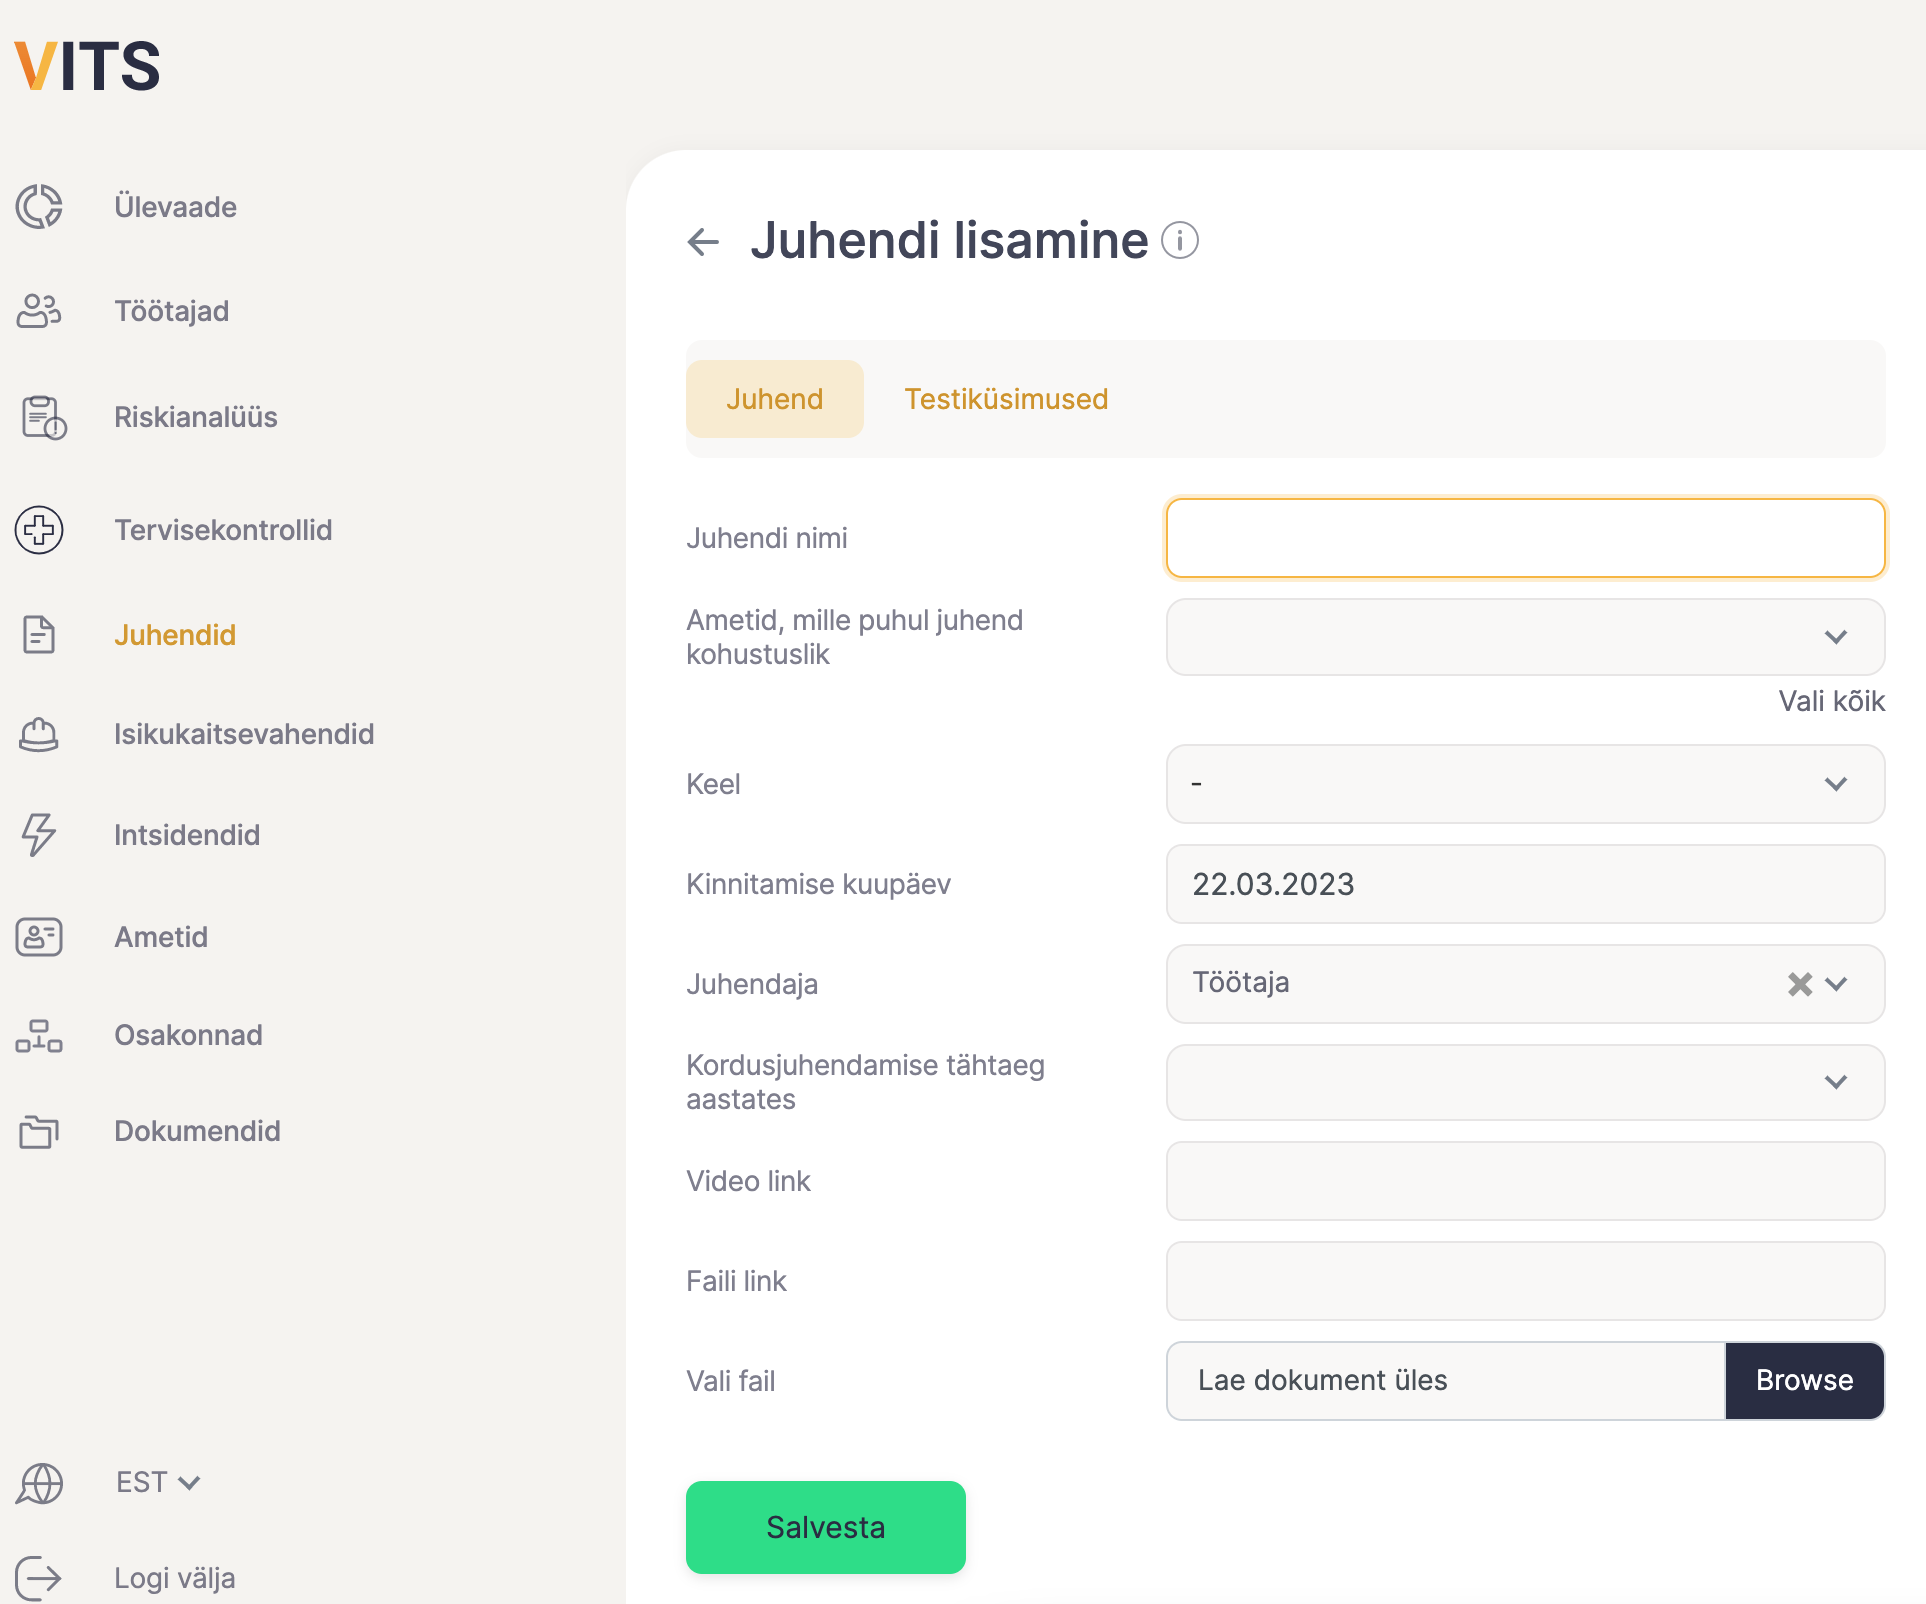 VITS
Ülevaade
Töötajad
Riskianalüüs
Tervisekontrollid
Juhendid
Isikukaitsevahendid
Intsidendid
Ametid
Osakonnad
Dokumendid
EST
Logi välja
Juhendi lisamine
Juhend
Testiküsimused
Juhendi nimi
Ametid, mille puhul juhend
kohustuslik
Vali kõik
Keel
-
Kinnitamise kuupäev
22.03.2023
Juhendaja
Töötaja
Kordusjuhendamise tähtaeg
aastates
Video link
Faili link
Vali fail
Lae dokument üles
Browse
Salvesta